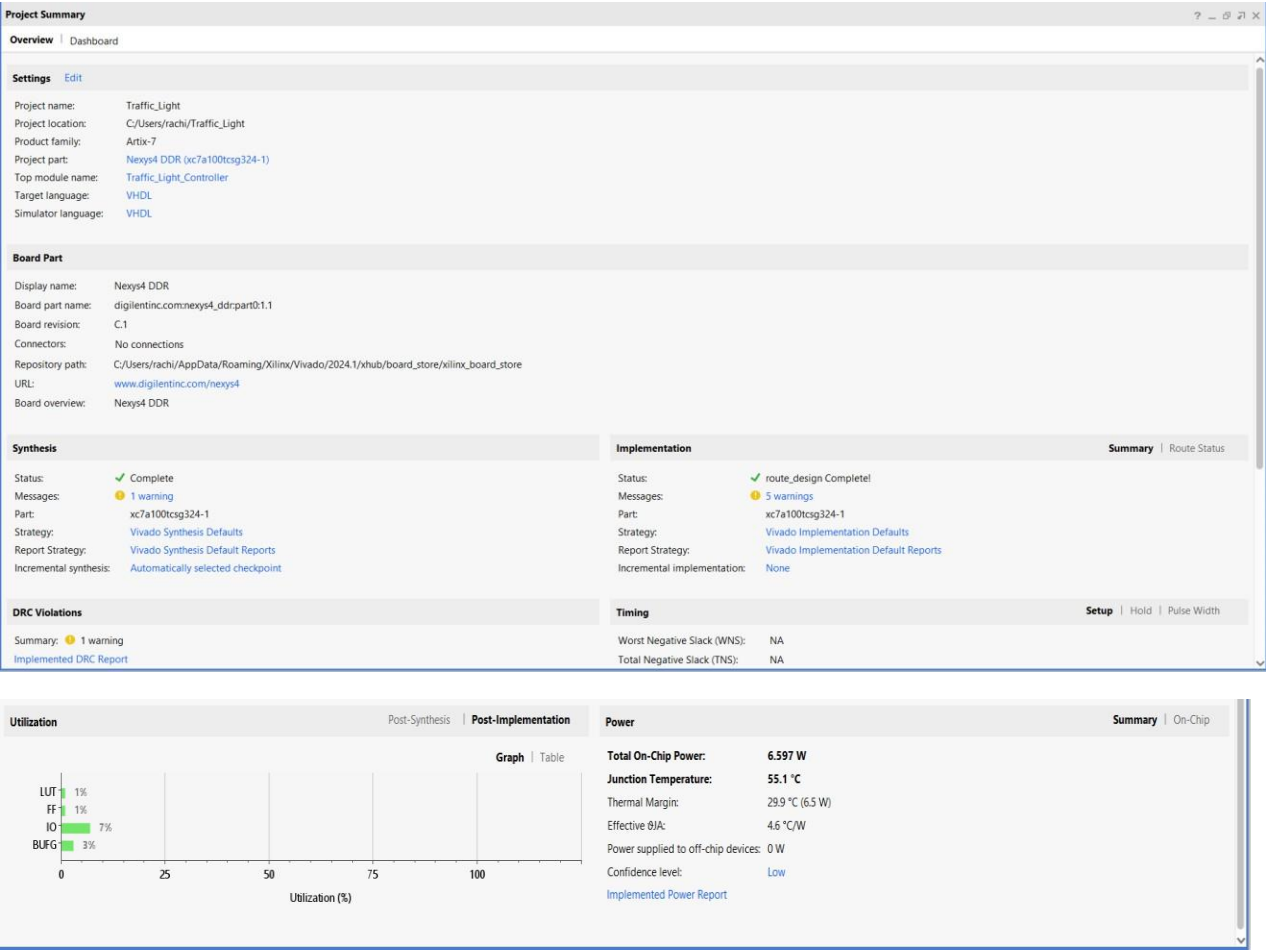 Project Summary
Overview | Dashboard
Settings Edit
Project name: Traffic_Light
Project location: C:/Users/rachi/Traffic_Light
Product family: Artix-7
Project part: Nexys4 DDR (xc7a100tcsg324-1)
Top module name: Traffic_Light_Controller
Target language: VHDL
Simulator language: VHDL
Board Part
Display name: Nexys4 DDR
Board part name: digilentinc.com:nexys4_ddr:part0:1.1
Board revision: C.1
Connectors: No connections
Repository path: C:/Users/rachi/AppData/Roaming/Xilinx/Vivado/2024.1/xhub/board_store/xilinx_board_store
URL: www.digilentinc.com/nexys4
Board overview: Nexys4 DDR
Synthesis
Status: Complete
Messages: 1 warning
Part: xc7a100tcsg324-1
Strategy: Vivado Synthesis Defaults
Report Strategy: Vivado Synthesis Default Reports
Incremental synthesis: Automatically selected checkpoint
Implementation Summary | Route Status
Status: route_design Complete!
Messages: 5 warnings
Part: xc7a100tcsg324-1
Strategy: Vivado Implementation Defaults
Report Strategy: Vivado Implementation Default Reports
Incremental implementation: None
DRC Violations
Summary: 1 warning
Implemented DRC Report
Timing Setup | Hold | Pulse Width
Worst Negative Slack (WNS): NA
Total Negative Slack (TNS): NA
Utilization Post-Synthesis | Post-Implementation
Graph | Table
LUT 1%
FF 1%
IO 7%
BUFG 3%
0 25 50 75 100
Utilization (%)
Power Summary | On-Chip
Total On-Chip Power: 6.597 W
Junction Temperature: 55.1 °C
Thermal Margin: 29.9 °C (6.5 W)
Effective ϑJA: 4.6 °C/W
Power supplied to off-chip devices: 0 W
Confidence level: Low
Implemented Power Report